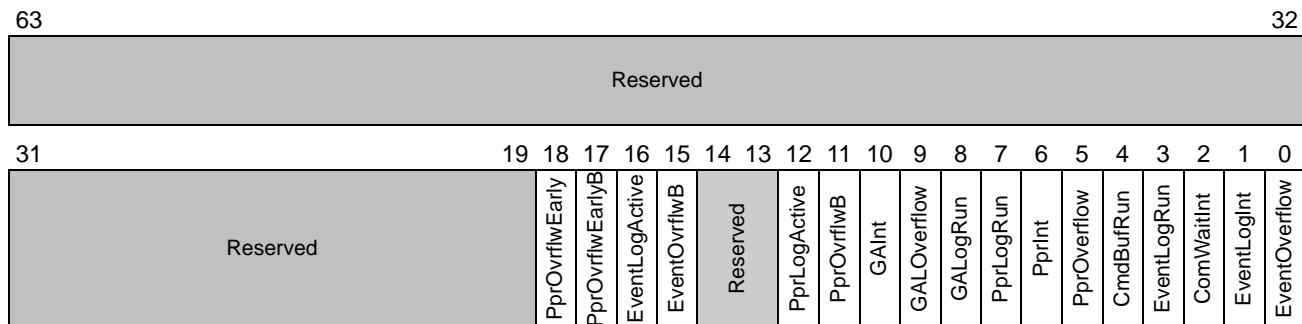 63 32
Reserved
31 19 18 17 16 15 14 13 12 11 10 9 8 7 6 5 4 3 2 1 0
Reserved
PprOvrflwEarly
PprOvrflwEarlyB
EventLogActive
EventOvrflwB
Reserved
PprLogActive
PprOvrflwB
GAInt
GALOverflow
GALogRun
PprLogRun
PprInt
PprOverflow
CmdBufRun
EventLogRun
ComWaitInt
EventLogInt
EventOverflow